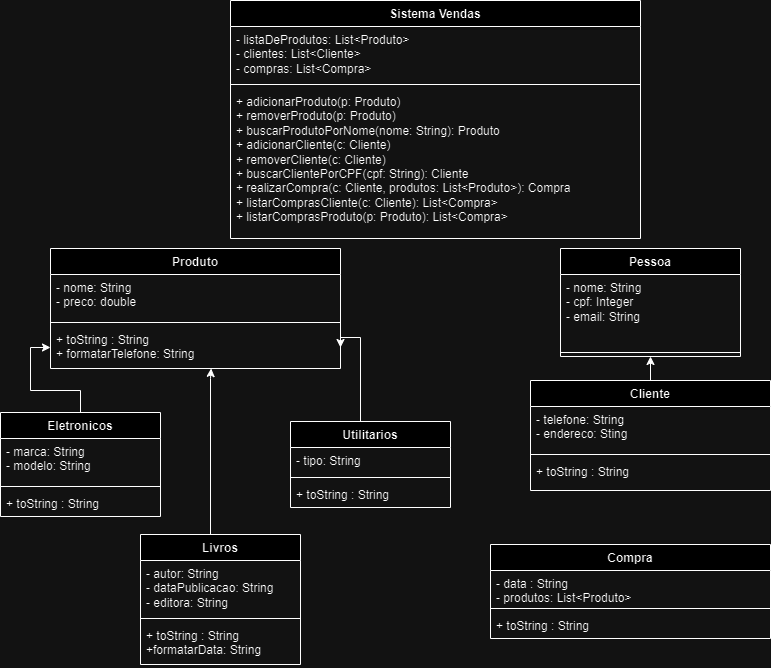 Sistema Vendas
- listaDeProdutos: List<Produto>
- clientes: List<Cliente>
- compras: List<Compra>
+ adicionarProduto(p: Produto)
+ removerProduto(p: Produto)
+ buscarProdutoPorNome(nome: String): Produto
+ adicionarCliente(c: Cliente)
+ removerCliente(c: Cliente)
+ buscarClientePorCPF(cpf: String): Cliente
+ realizarCompra(c: Cliente, produtos: List<Produto>): Compra
+ listarComprasCliente(c: Cliente): List<Compra>
+ listarComprasProduto(p: Produto): List<Compra>
Produto
- nome: String
- preco: double
+ toString : String
+ formatarTelefone: String
Pessoa
- nome: String
- cpf: Integer
- email: String
Eletronicos
- marca: String
- modelo: String
+ toString : String
Utilitarios
- tipo: String
+ toString : String
Cliente
- telefone: String
- endereco: Sting
+ toString : String
Livros
- autor: String
- dataPublicacao: String
- editora: String
+ toString : String
+formatarData: String
Compra
- data : String
- produtos: List<Produto>
+ toString : String